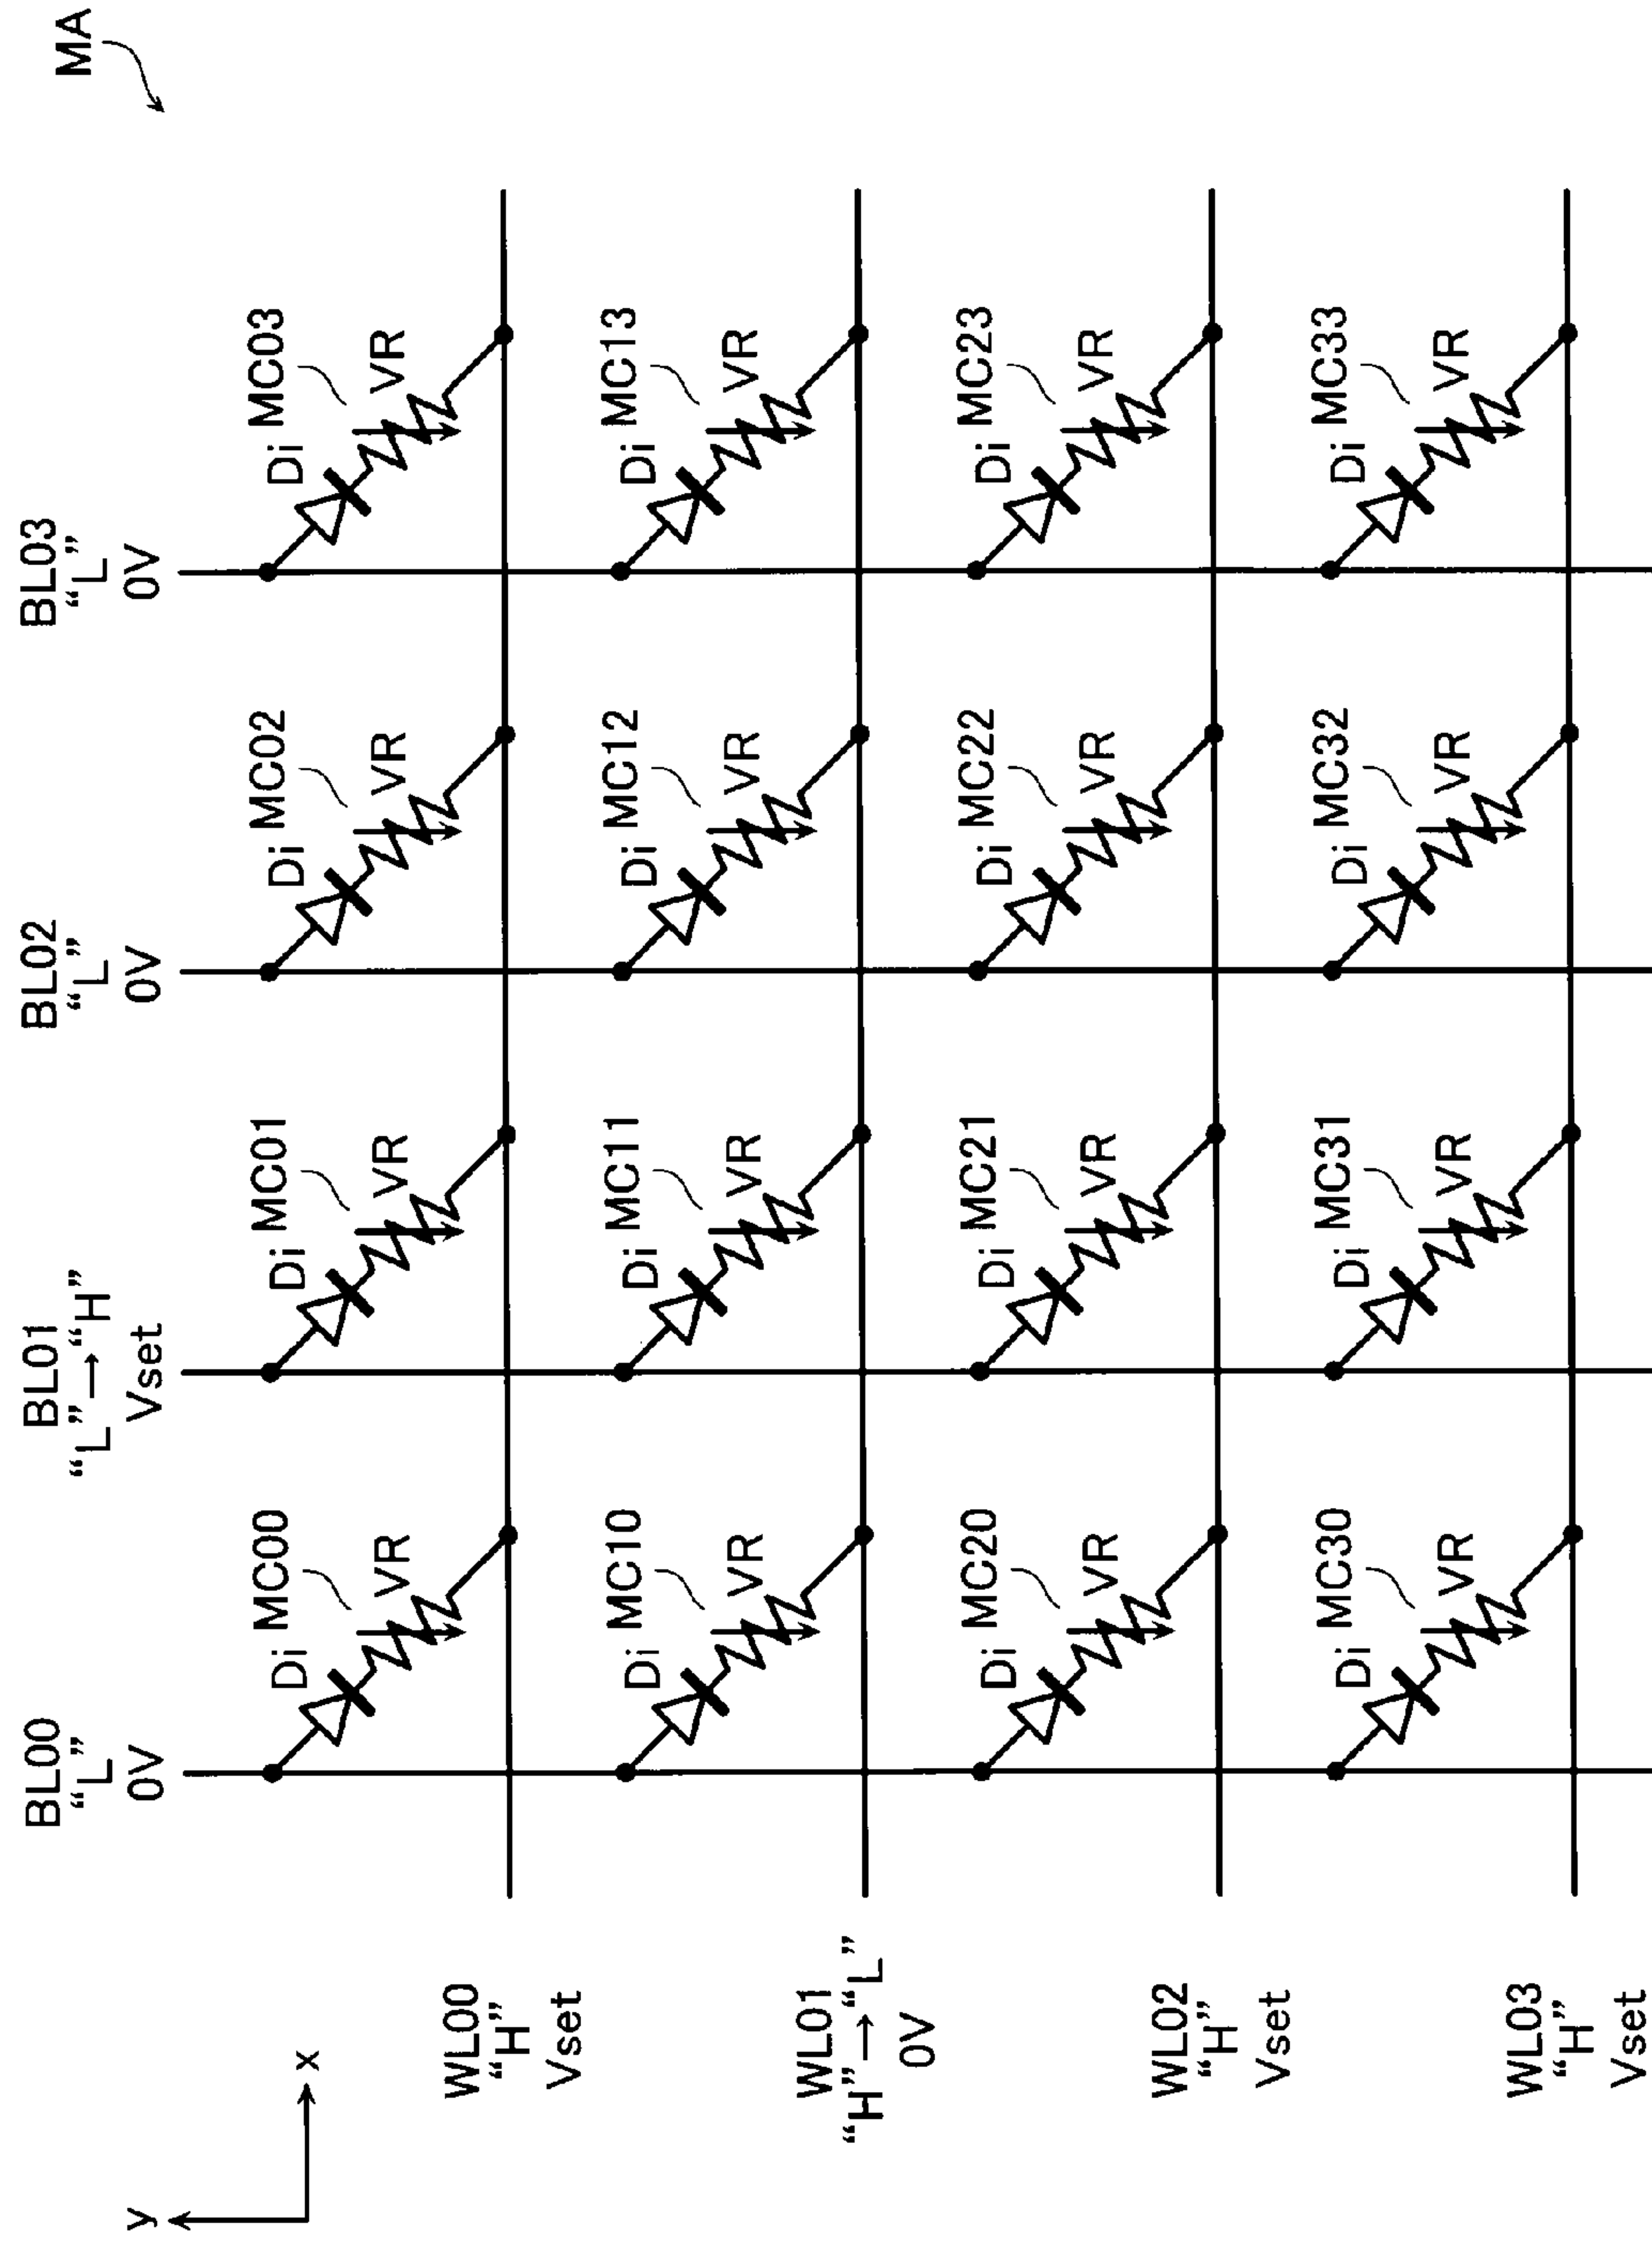 MA
BL00
“L”
0V
BL01
“L”→“H”
Vset
BL02
“L”
0V
BL03
“L”
0V
y
x
WL00
“H”
Vset
Di
MC00
VR
Di
MC01
VR
Di
MC02
VR
Di
MC03
VR
WL01
“H”→“L”
0V
Di
MC10
VR
Di
MC11
VR
Di
MC12
VR
Di
MC13
VR
WL02
“H”
Vset
Di
MC20
VR
Di
MC21
VR
Di
MC22
VR
Di
MC23
VR
WL03
“H”
Vset
Di
MC30
VR
Di
MC31
VR
Di
MC32
VR
Di
MC33
VR